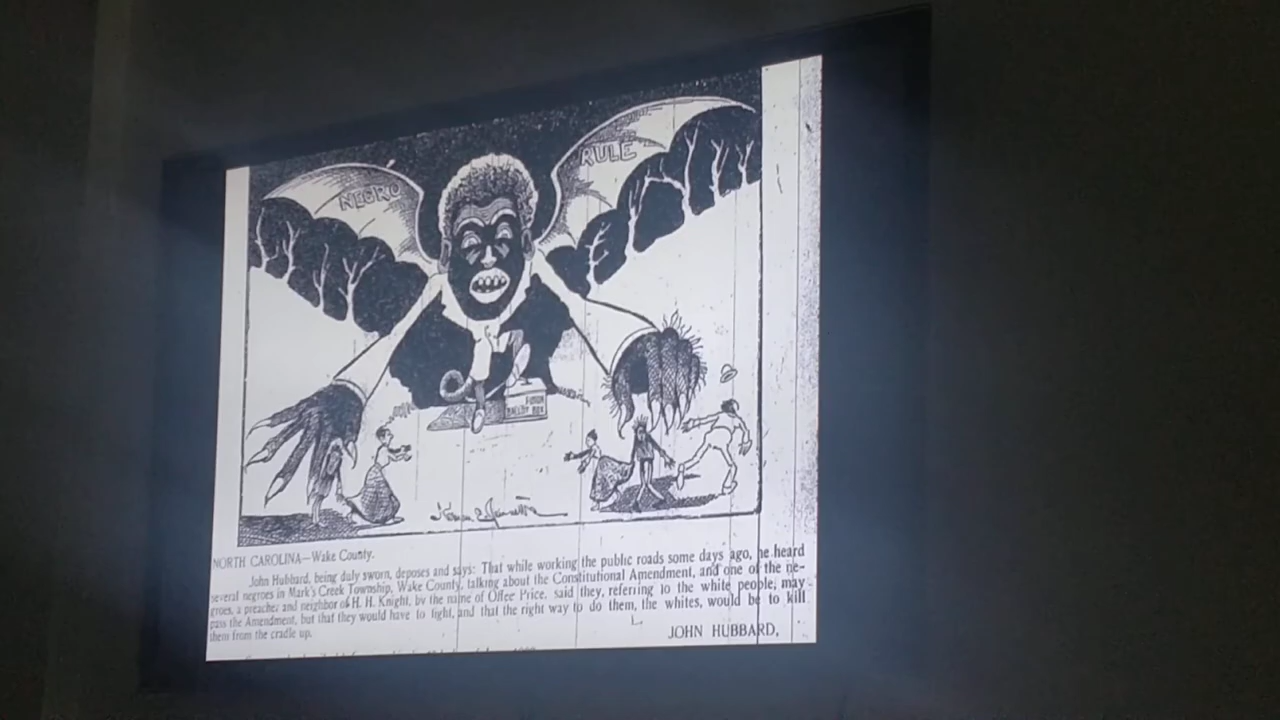 NEGRO
RULE
FUSION
BALLOT BOX
NORTH CAROLINA—Wake County.
John Hubbard, being duly sworn, deposes and says: That while working the public roads some days ago, he heard
several negroes in Mark's Creek Township, Wake County, talking about the Constitutional Amendment, and one of the ne-
groes, a preacher and neighbor of H. H. Knight, by the name of Offee Price, said they, referring to the white people, may
pass the Amendment, but that they would have to fight, and that the right way to do them, the whites, would be to kill
them from the cradle up.
JOHN HUBBARD,